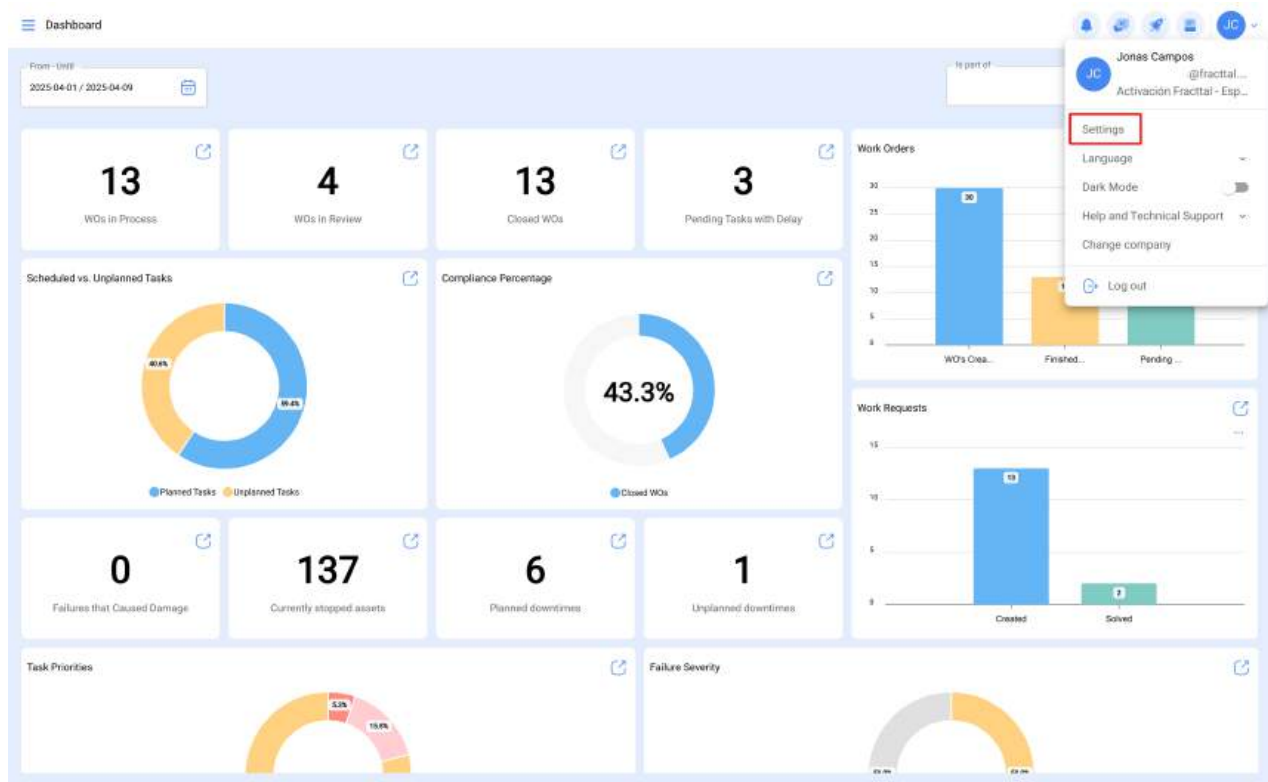 Dashboard
JC
From - Until
2025-04-01 / 2025-04-09
Is part of
Jonas Campos
JC
@fracttal....
Activación Fracttal - Esp...
Settings
Language
Dark Mode
Help and Technical Support
Change company
Log out
13
WOs in Process
4
WOs in Review
13
Closed WOs
3
Pending Tasks with Delay
Work Orders
30
25
20
15
10
5
0
30
WO's Crea...
Finished...
Pending ...
Scheduled vs. Unplanned Tasks
40.6%
59.4%
Planned Tasks
Unplanned Tasks
Compliance Percentage
43.3%
Closed WOs
Work Requests
...
15
10
5
0
13
2
Created
Solved
0
Failures that Caused Damage
137
Currently stopped assets
6
Planned downtimes
1
Unplanned downtimes
Task Priorities
5.2%
15.6%
Failure Severity